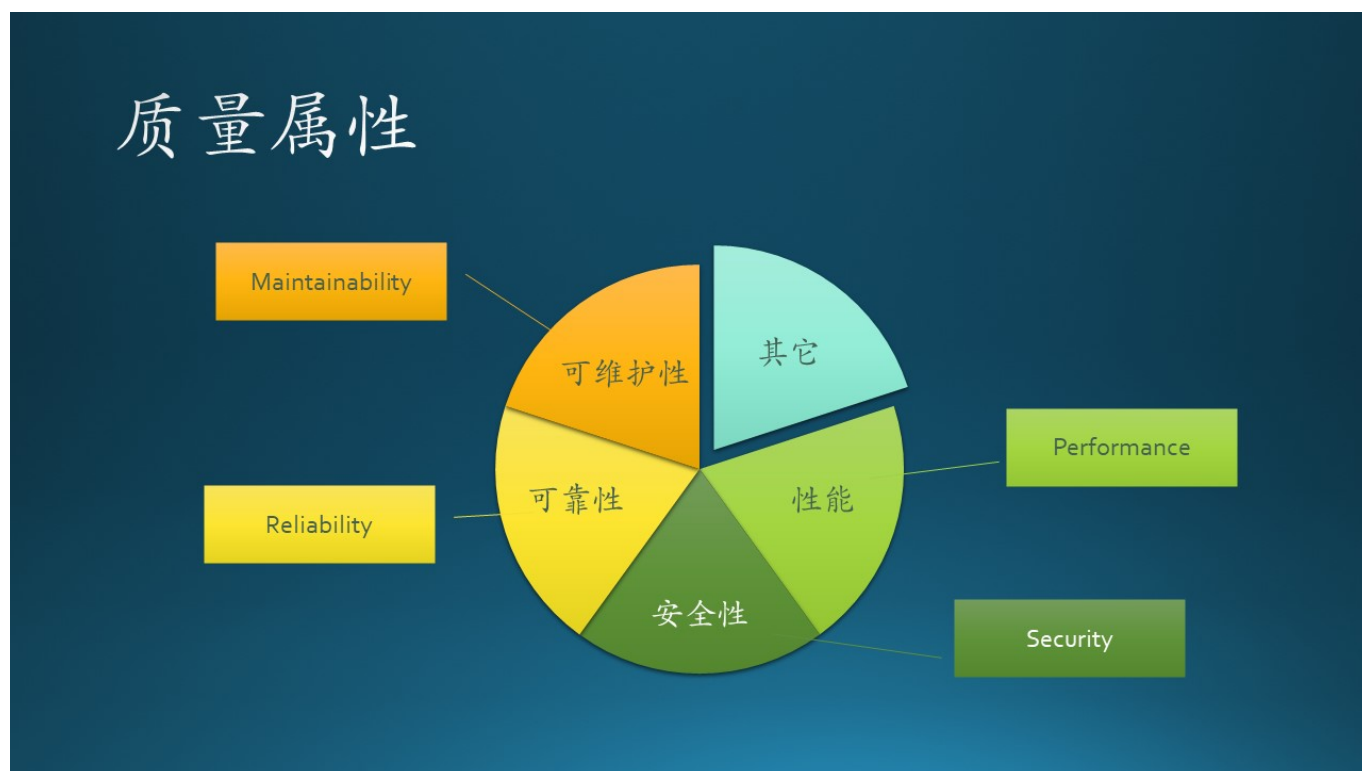 质量属性
Maintainability
其它
可维护性
Performance
可靠性
性能
Reliability
安全性
Security